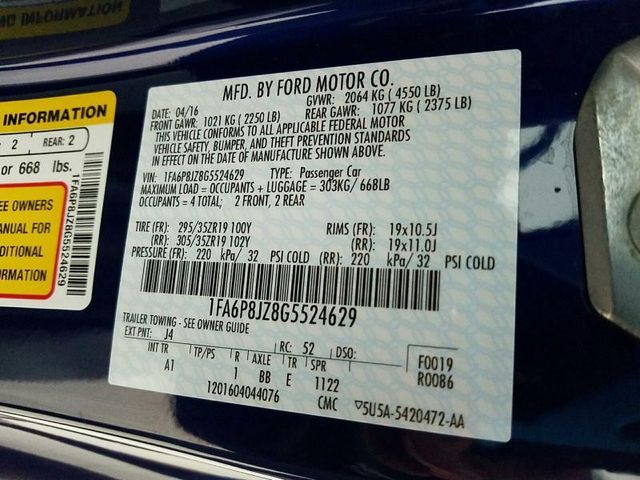 NG INFORMATION
INFORMATION
: 2 REAR: 2
or 668 lbs.
EE OWNERS
MANUAL FOR
ADDITIONAL
NFORMATION
1FA6P8JZ8G5524629
MFD. BY FORD MOTOR CO.
04/16 GVWR: 2064 KG ( 4550 LB)
FRONT GAWR: 1021 KG ( 2250 LB) REAR GAWR: 1077 KG ( 2375 LB)
THIS VEHICLE CONFORMS TO ALL APPLICABLE FEDERAL MOTOR
VEHICLE SAFETY, BUMPER, AND THEFT PREVENTION STANDARDS
IN EFFECT ON THE DATE OF MANUFACTURE SHOWN ABOVE.
VIN: 1FA6P8JZ8G5524629 TYPE: Passenger Car
MAXIMUM LOAD = OCCUPANTS + LUGGAGE = 303KG/ 668LB
OCCUPANTS = 4 TOTAL; 2 FRONT, 2 REAR
TIRE (FR): 295/35ZR19 100Y RIMS (FR): 19x10.5J
(RR): 305/35ZR19 102Y (RR): 19x11.0J
PRESSURE (FR): 220 kPa/ 32 PSI COLD (RR): 220 kPa/ 32 PSI COLD
1FA6P8JZ8G5524629
TRAILER TOWING - SEE OWNER GUIDE
EXT PNT: J4 RC: 52 DSO: F0019
INT TR TP/PS R AXLE TR SPR R0086
A1 1 BB E 1122
1201604044076 CMC ▽5U5A-5420472-AA